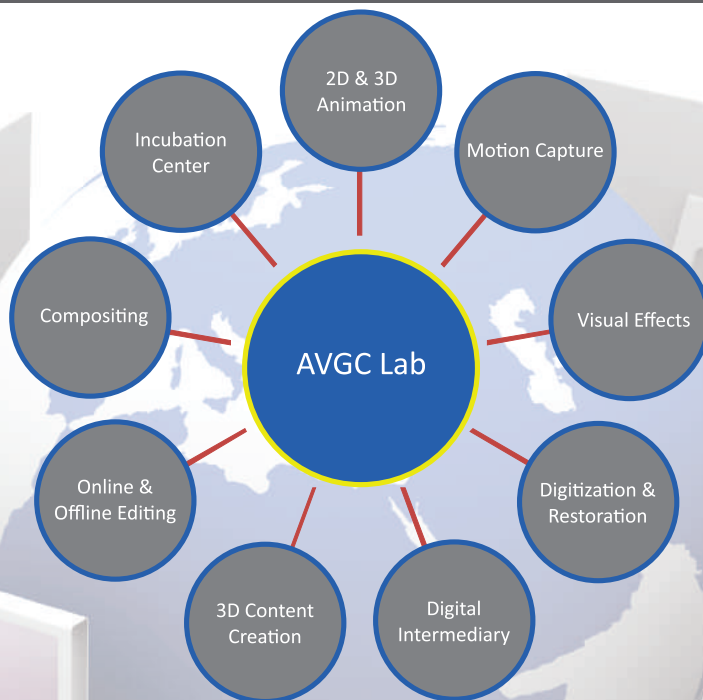 2D & 3D
Animation
Motion Capture
Visual Effects
Digitization &
Restoration
Digital
Intermediary
3D Content
Creation
Online &
Offline Editing
Compositing
Incubation
Center
AVGC Lab